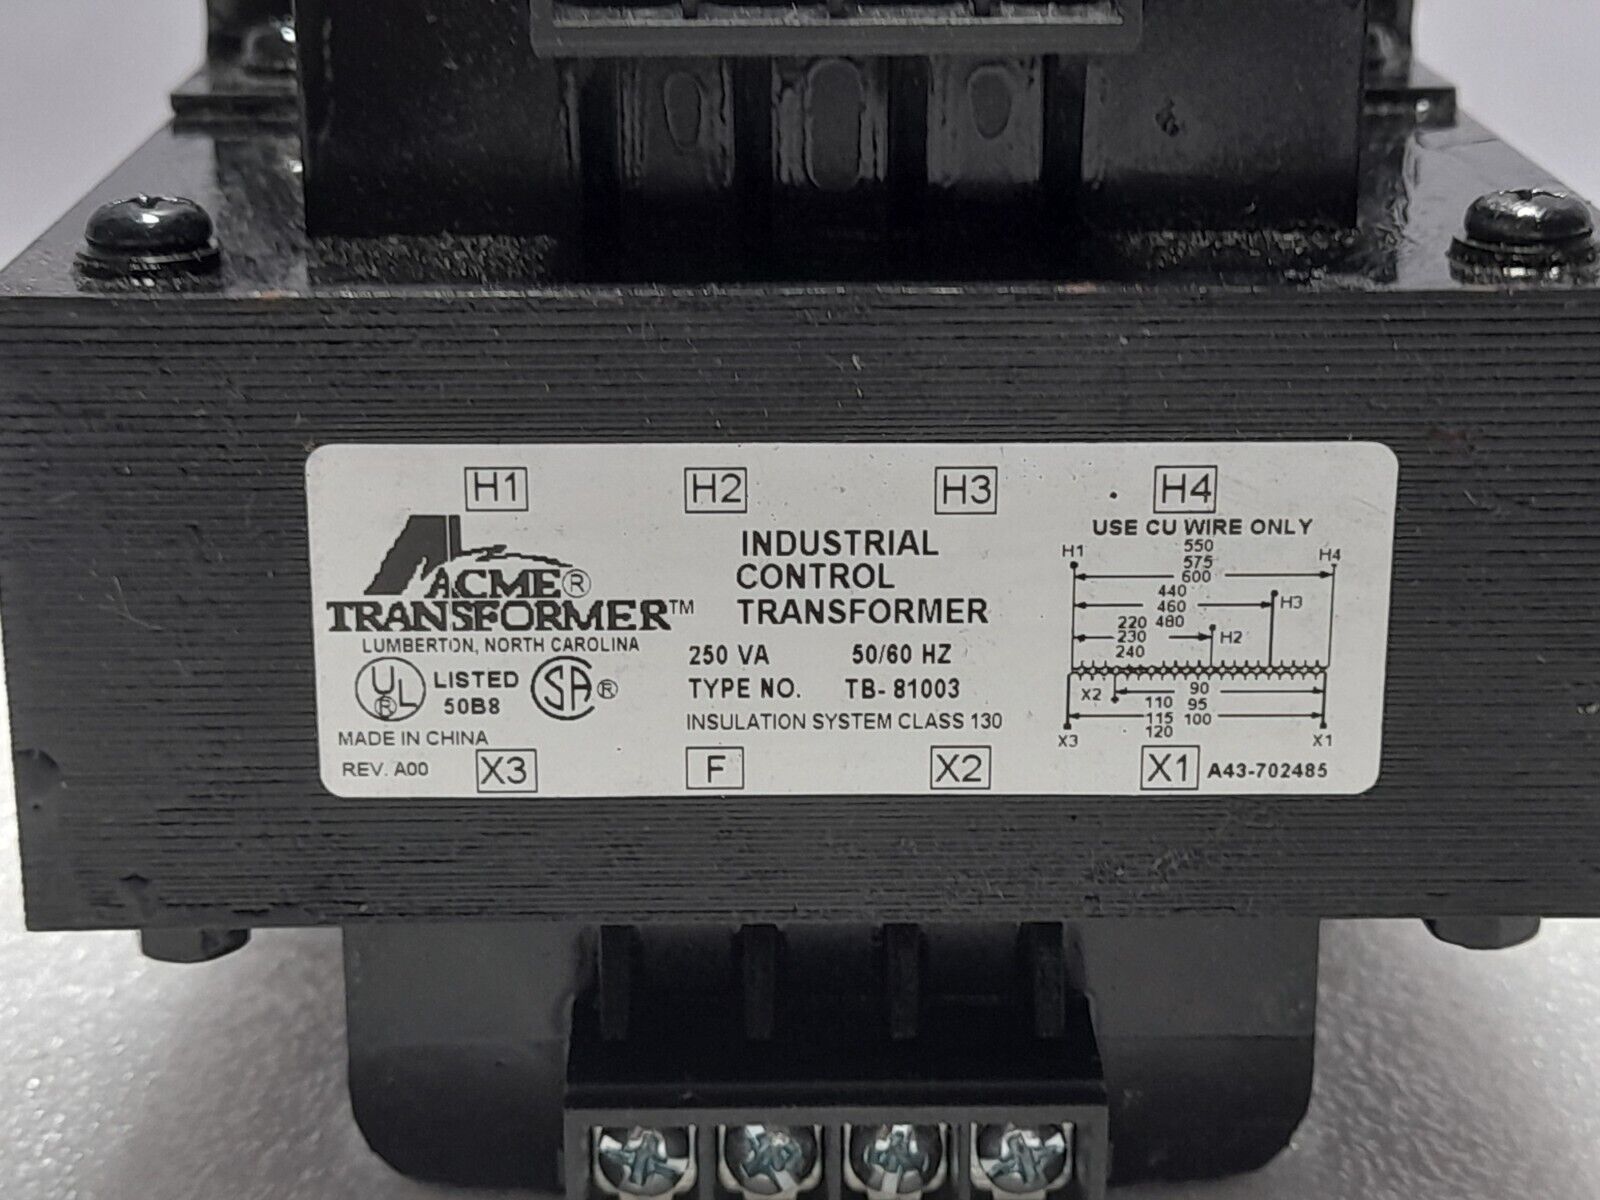 H1 H2 H3 H4
ACME®
TRANSFORMER™
LUMBERTON, NORTH CAROLINA
UL® LISTED
50B8
SA®
MADE IN CHINA
REV. A00
INDUSTRIAL
CONTROL
TRANSFORMER
250 VA 50/60 HZ
TYPE NO. TB-81003
INSULATION SYSTEM CLASS 130
USE CU WIRE ONLY
H1 550 H4
575
600
440
460 H3
220 480
230 H2
240
X2 90
110 95
115 100
120
X3 X1
X3 F X2 X1 A43-702485